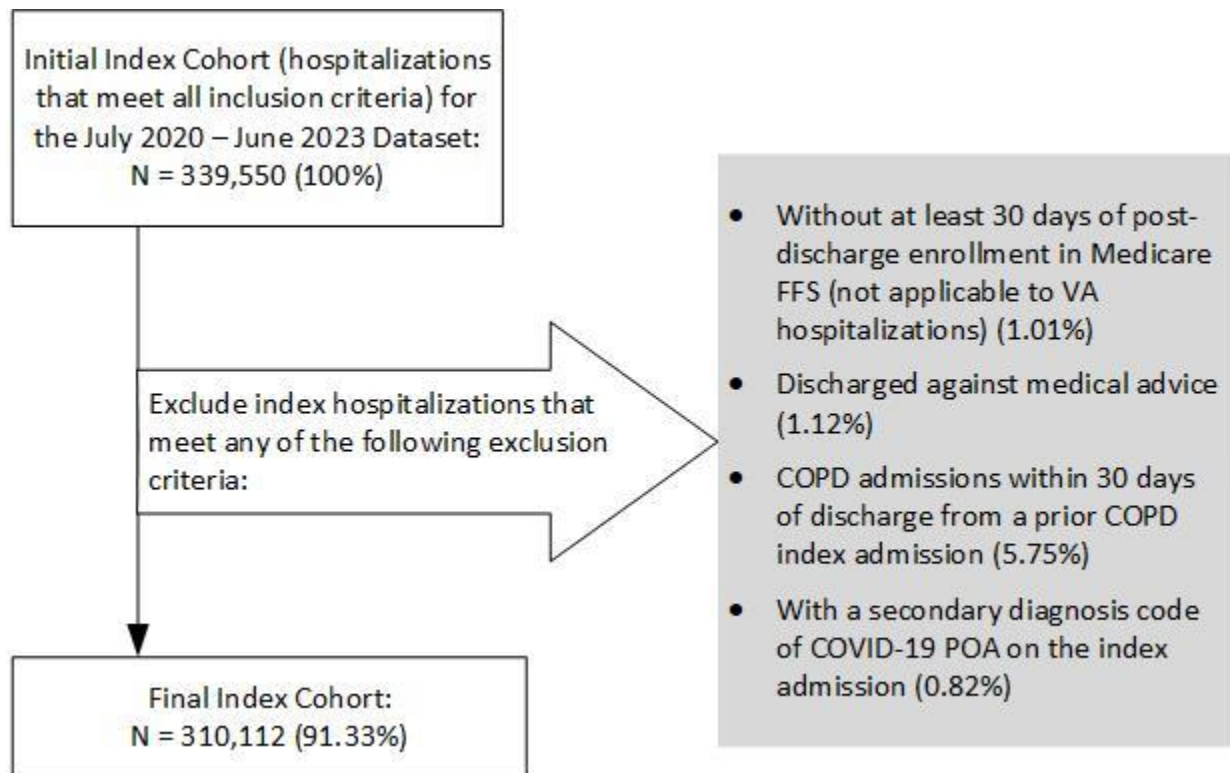 Initial Index Cohort (hospitalizations
that meet all inclusion criteria) for
the July 2020 – June 2023 Dataset:
N = 339,550 (100%)
Exclude index hospitalizations that
meet any of the following exclusion
criteria:
• Without at least 30 days of post-
discharge enrollment in Medicare
FFS (not applicable to VA
hospitalizations) (1.01%)
• Discharged against medical advice
(1.12%)
• COPD admissions within 30 days
of discharge from a prior COPD
index admission (5.75%)
• With a secondary diagnosis code
of COVID-19 POA on the index
admission (0.82%)
Final Index Cohort:
N = 310,112 (91.33%)